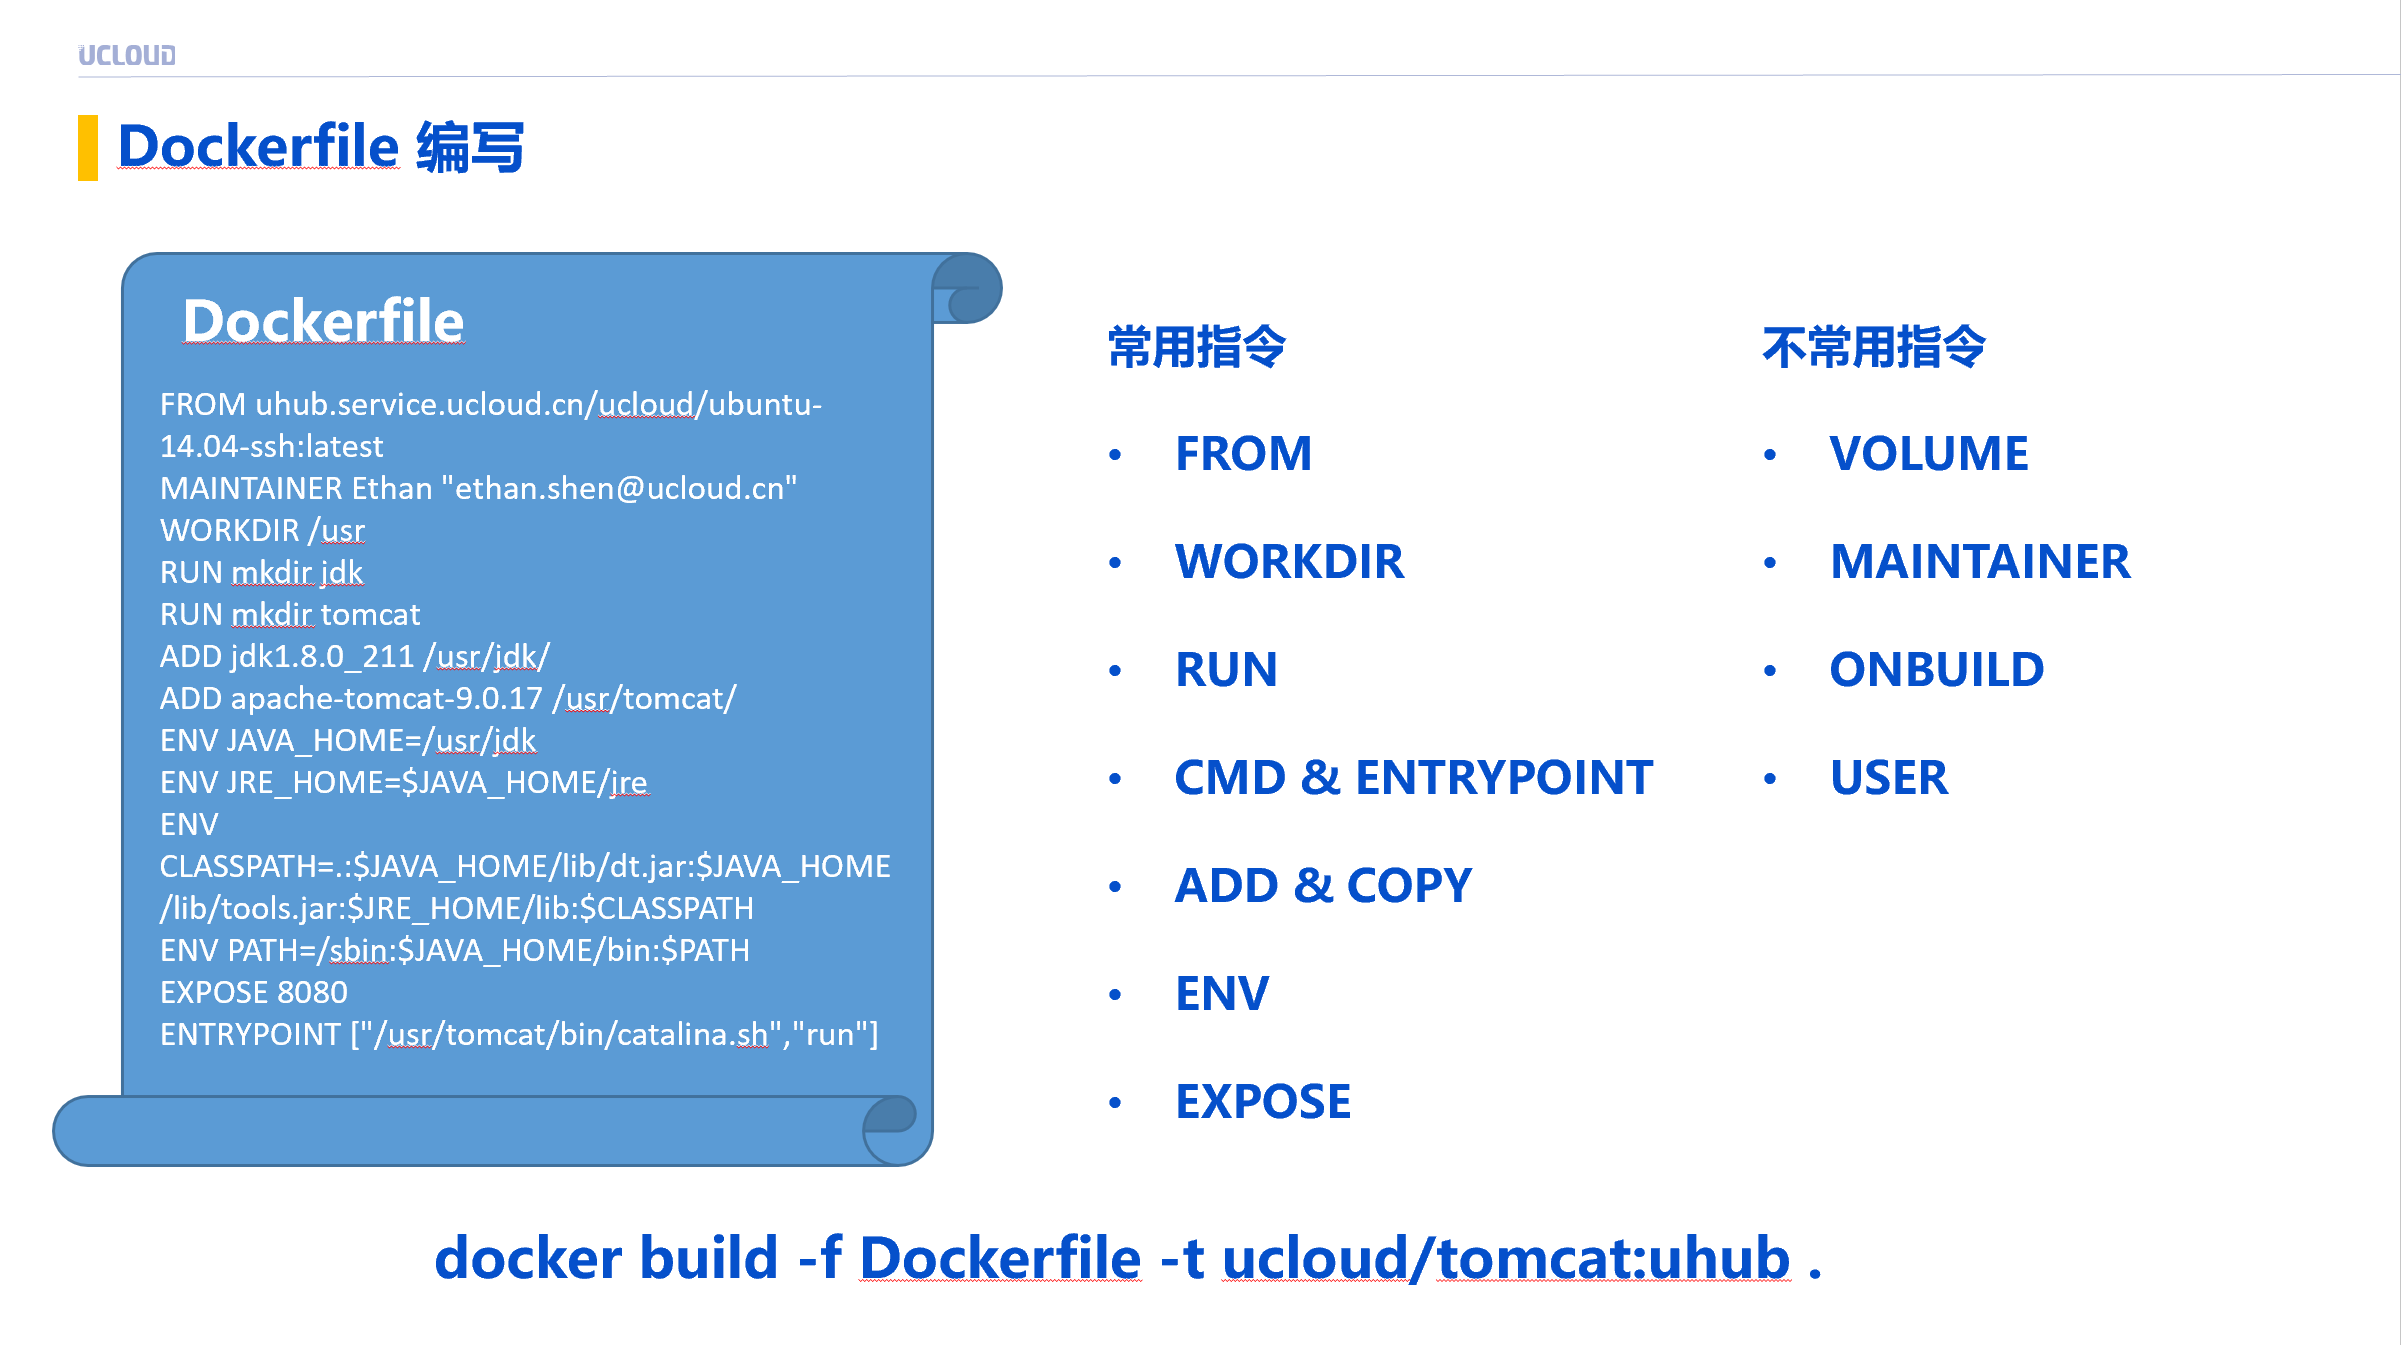 UCLOUD
Dockerfile 编写
Dockerfile
FROM uhub.service.ucloud.cn/ucloud/ubuntu-
14.04-ssh:latest
MAINTAINER Ethan "ethan.shen@ucloud.cn"
WORKDIR /usr
RUN mkdir jdk
RUN mkdir tomcat
ADD jdk1.8.0_211 /usr/jdk/
ADD apache-tomcat-9.0.17 /usr/tomcat/
ENV JAVA_HOME=/usr/jdk
ENV JRE_HOME=$JAVA_HOME/jre
ENV
CLASSPATH=.:$JAVA_HOME/lib/dt.jar:$JAVA_HOME
/lib/tools.jar:$JRE_HOME/lib:$CLASSPATH
ENV PATH=/sbin:$JAVA_HOME/bin:$PATH
EXPOSE 8080
ENTRYPOINT ["/usr/tomcat/bin/catalina.sh","run"]
常用指令
• FROM
• WORKDIR
• RUN
• CMD & ENTRYPOINT
• ADD & COPY
• ENV
• EXPOSE
不常用指令
• VOLUME
• MAINTAINER
• ONBUILD
• USER
docker build -f Dockerfile -t ucloud/tomcat:uhub .